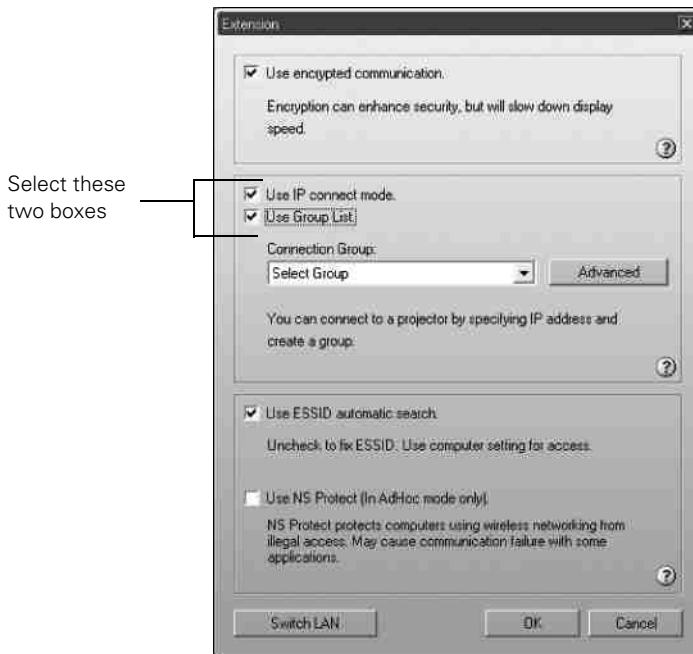 Extension
Use encrypted communication.
Encryption can enhance security, but will slow down display
speed.
Select these
two boxes
Use IP connect mode.
Use Group List.
Connection Group:
Select Group
Advanced
You can connect to a projector by specifying IP address and
create a group.
Use ESSID automatic search.
Uncheck to fix ESSID. Use computer setting for access.
Use NS Protect (In AdHoc mode only).
NS Protect protects computers using wireless networking from
illegal access. May cause communication failure with some
applications.
Switch LAN
OK
Cancel